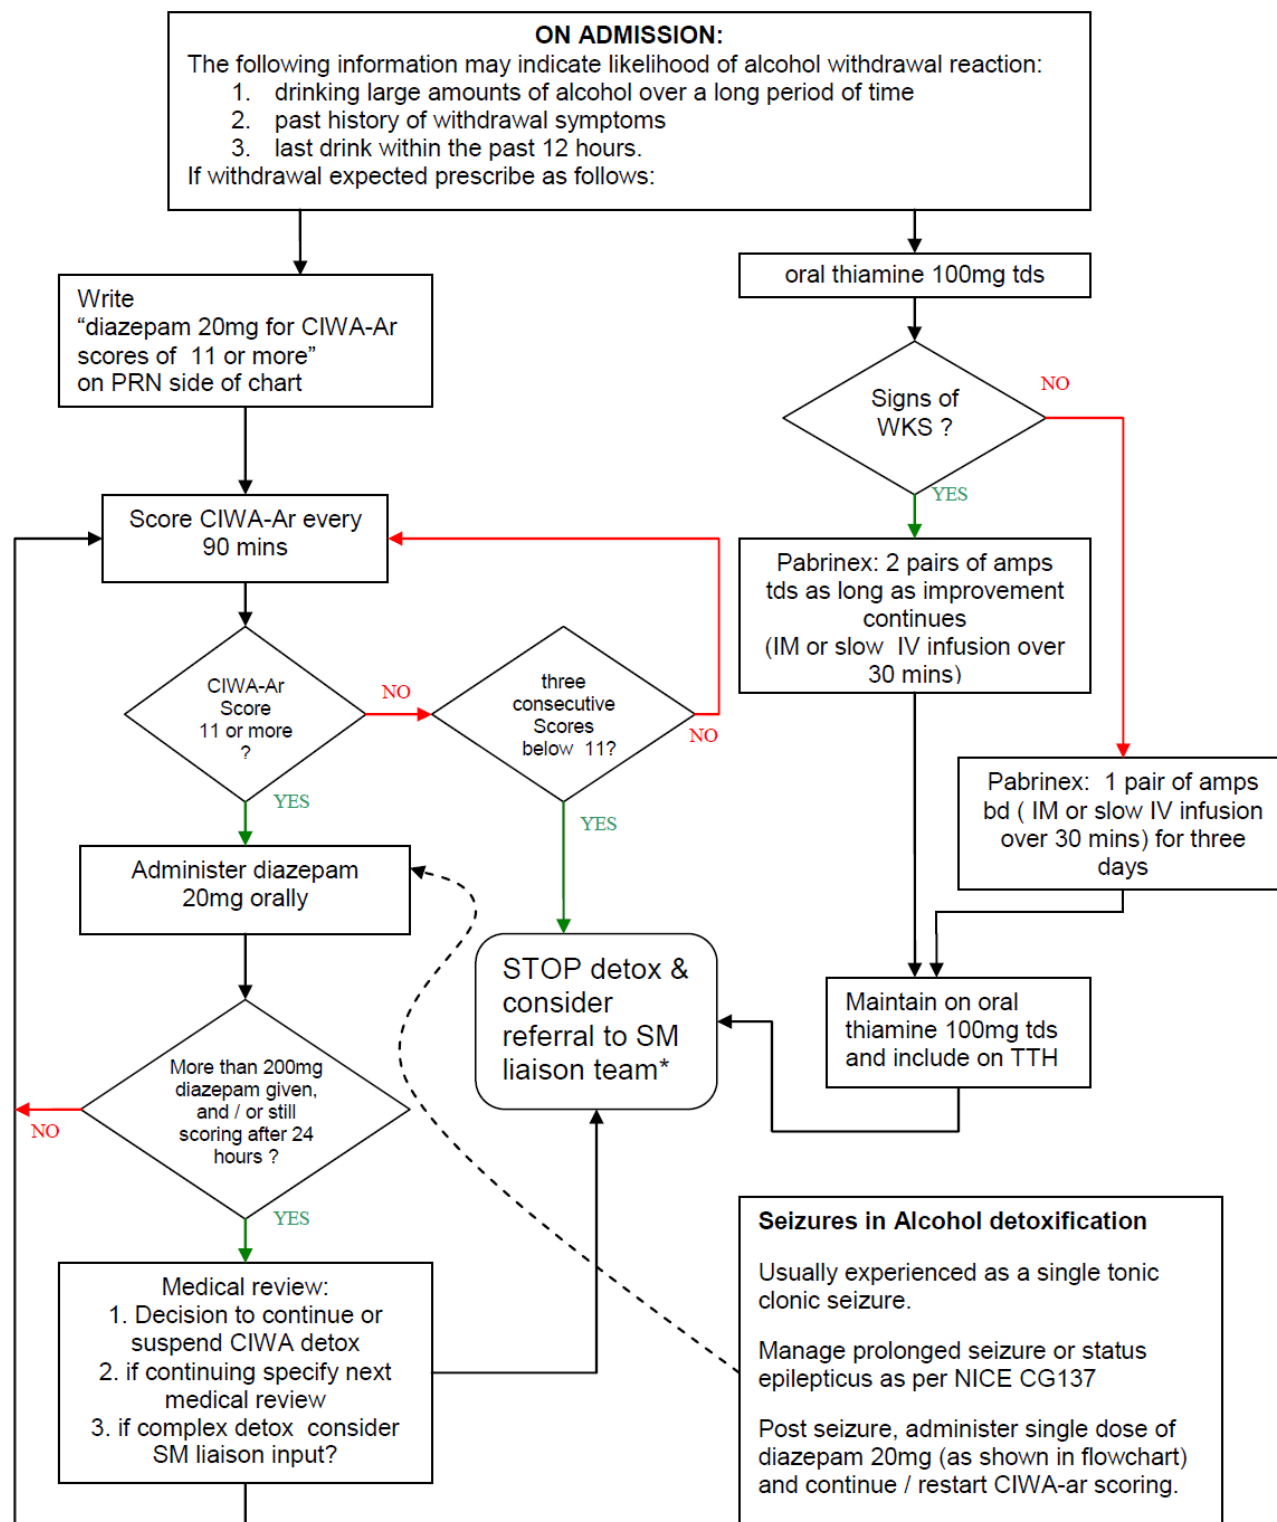 ON ADMISSION:
The following information may indicate likelihood of alcohol withdrawal reaction:
1. drinking large amounts of alcohol over a long period of time
2. past history of withdrawal symptoms
3. last drink within the past 12 hours.
If withdrawal expected prescribe as follows:
Write
“diazepam 20mg for CIWA-Ar
scores of 11 or more”
on PRN side of chart
oral thiamine 100mg tds
Signs of
WKS ?
NO
YES
Score CIWA-Ar every
90 mins
Pabrinex: 2 pairs of amps
tds as long as improvement
continues
(IM or slow IV infusion over
30 mins)
CIWA-Ar
Score
11 or more
?
NO
three
consecutive
Scores
below 11?
NO
YES
YES
Pabrinex: 1 pair of amps
bd ( IM or slow IV infusion
over 30 mins) for three
days
Administer diazepam
20mg orally
STOP detox &
consider
referral to SM
liaison team*
Maintain on oral
thiamine 100mg tds
and include on TTH
More than 200mg
diazepam given,
and / or still
scoring after 24
hours ?
NO
YES
Medical review:
1. Decision to continue or
suspend CIWA detox
2. if continuing specify next
medical review
3. if complex detox consider
SM liaison input?
Seizures in Alcohol detoxification
Usually experienced as a single tonic
clonic seizure.
Manage prolonged seizure or status
epilepticus as per NICE CG137
Post seizure, administer single dose of
diazepam 20mg (as shown in flowchart)
and continue / restart CIWA-ar scoring.